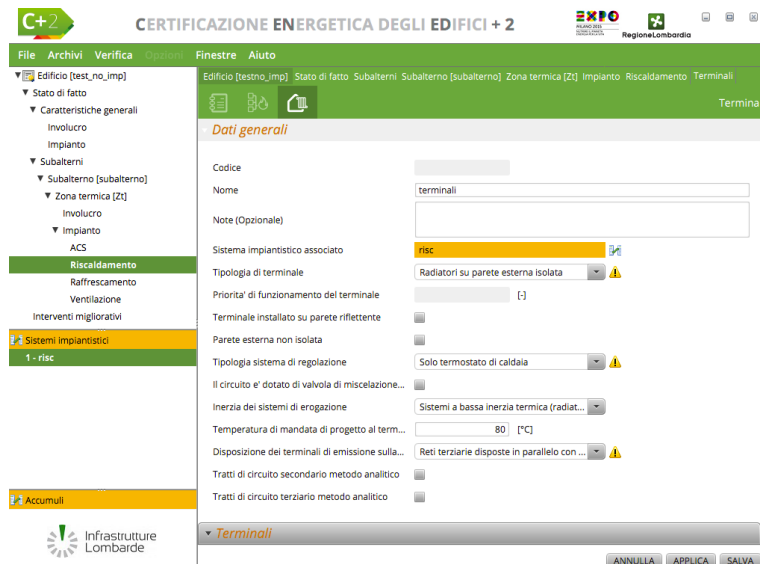 C+2
CERTIFICAZIONE ENERGETICA DEGLI EDIFICI + 2
EXPO
MILANO 2015
RegioneLombardia
File Archivi Verifica Opzioni Finestre Aiuto
Edificio [test_no_imp]
Stato di fatto
Caratteristiche generali
Involucro
Impianto
Subalterni
Subalterno [subalterno]
Zona termica [Zt]
Involucro
Impianto
ACS
Riscaldamento
Raffrescamento
Ventilazione
Interventi migliorativi
Sistemi impiantistici
1 - risc
Accumuli
Infrastrutture
Lombarde
Edificio [testno_imp] Stato di fatto Subalterni Subalterno [subalterno] Zona termica [Zt] Impianto Riscaldamento Terminali
Termina
Dati generali
Codice
Nome terminali
Note (Opzionale)
Sistema impiantistico associato risc
Tipologia di terminale Radiatori su parete esterna isolata
Priorita' di funzionamento del terminale [-]
Terminale installato su parete riflettente
Parete esterna non isolata
Tipologia sistema di regolazione Solo termostato di caldaia
Il circuito e' dotato di valvola di miscelazione...
Inerzia dei sistemi di erogazione Sistemi a bassa inerzia termica (radiat...
Temperatura di mandata di progetto al term... 80 [°C]
Disposizione dei terminali di emissione sulla... Reti terziarie disposte in parallelo con ...
Tratti di circuito secondario metodo analitico
Tratti di circuito terziario metodo analitico
Terminali
ANNULLA APPLICA SALVA